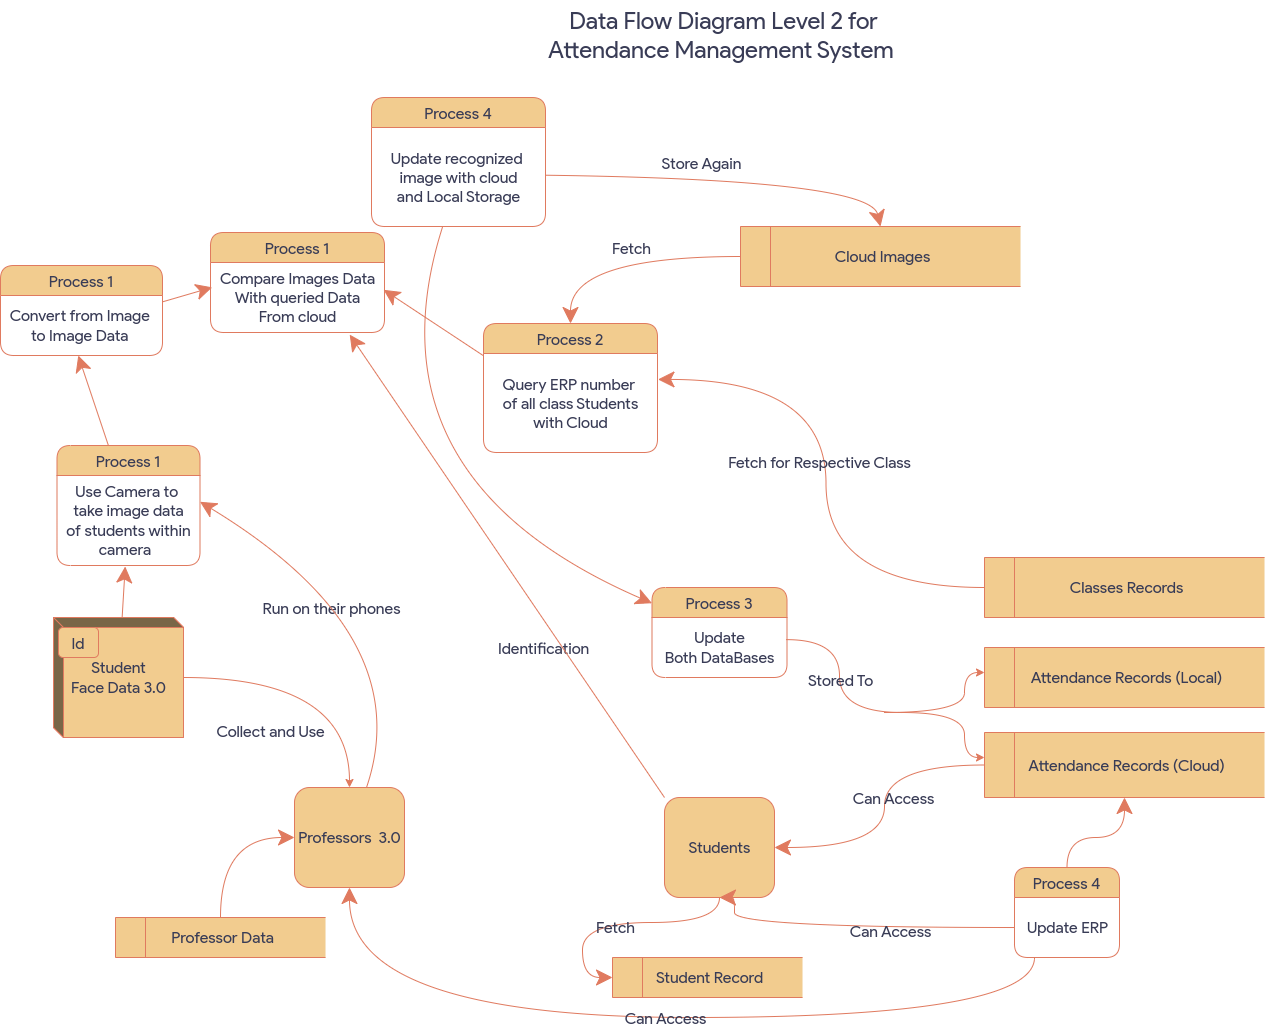 Data Flow Diagram Level 2 for
Attendance Management System
Process 4
Update recognized
image with cloud
and Local Storage
Store Again
Cloud Images
Fetch
Process 1
Compare Images Data
With queried Data
From cloud
Process 1
Convert from Image
to Image Data
Process 2
Query ERP number
of all class Students
with Cloud
Fetch for Respective Class
Process 1
Use Camera to
take image data
of students within
camera
Classes Records
Run on their phones
Process 3
Update
Both DataBases
Id
Student
Face Data 3.0
Identification
Stored To
Attendance Records (Local)
Collect and Use
Attendance Records (Cloud)
Can Access
Professors  3.0
Students
Process 4
Update ERP
Fetch
Can Access
Professor Data
Student Record
Can Access